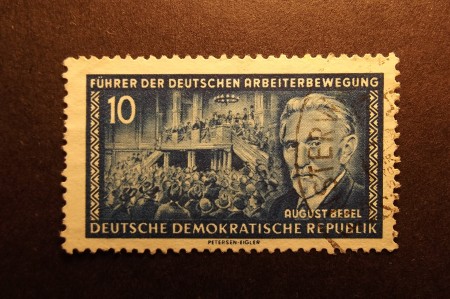 FÜHRER DER DEUTSCHEN ARBEITERBEWEGUNG
10
AUGUST BEBEL
DEUTSCHE DEMOKRATISCHE REPUBLIK
PETERSEN-EIGLER